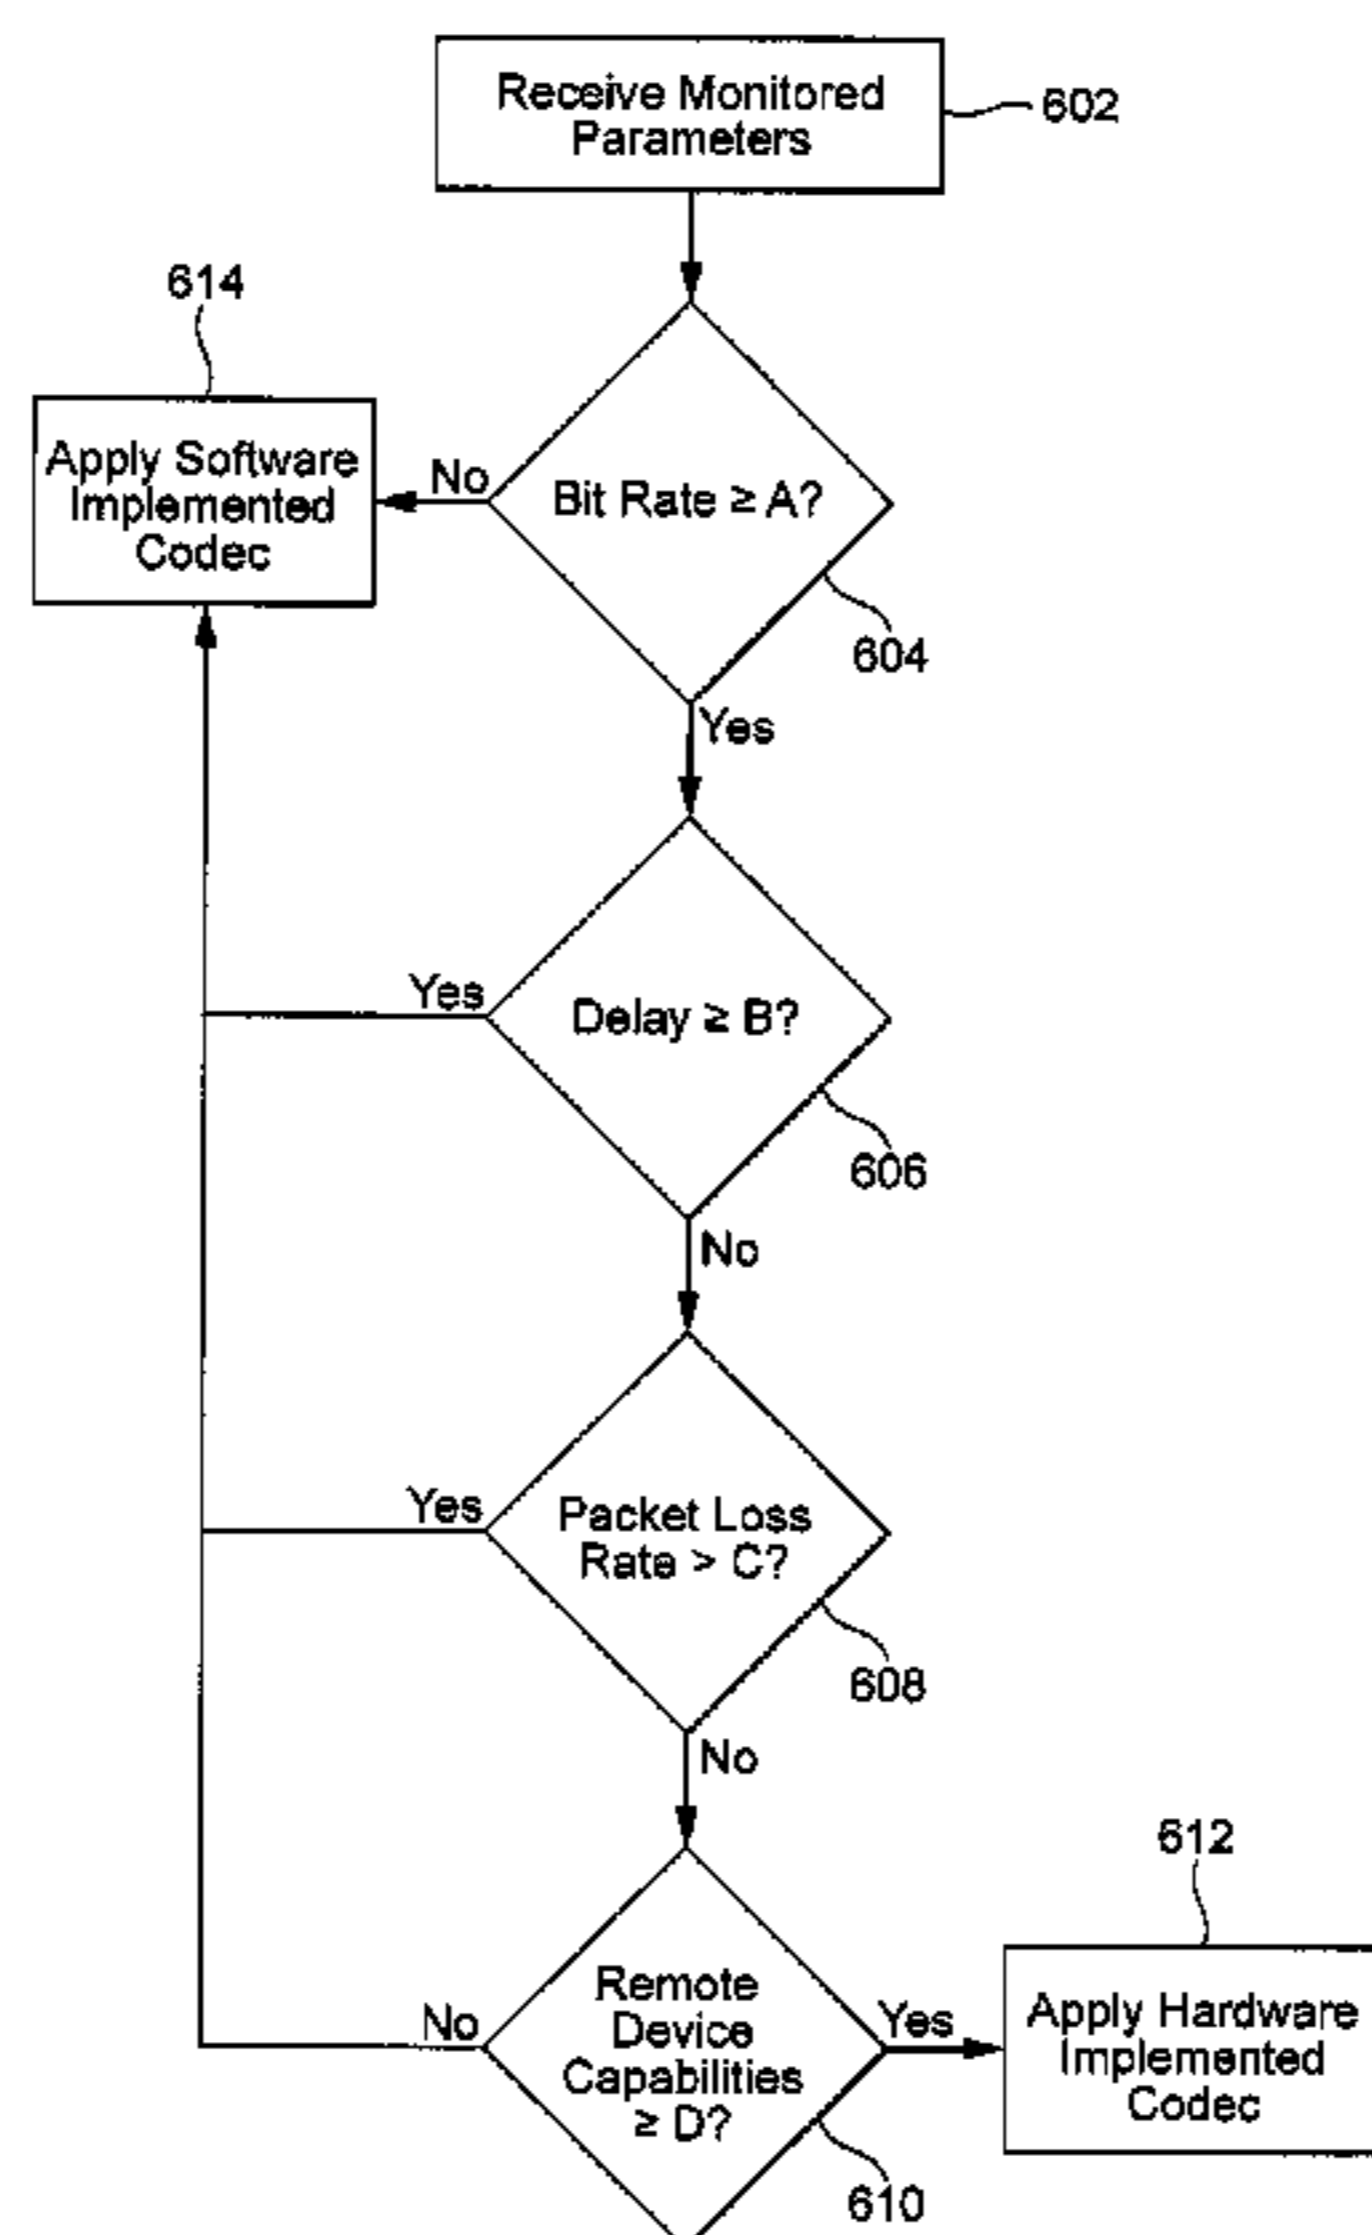 Receive Monitored
Parameters
602
614
Apply Software
Implemented
Codec
No
Bit Rate ≥ A?
604
Yes
Yes
Delay ≥ B?
606
No
Yes
Packet Loss
Rate > C?
608
No
612
No
Remote
Device
Capabilities
≥ D?
Yes
Apply Hardware
Implemented
Codec
610